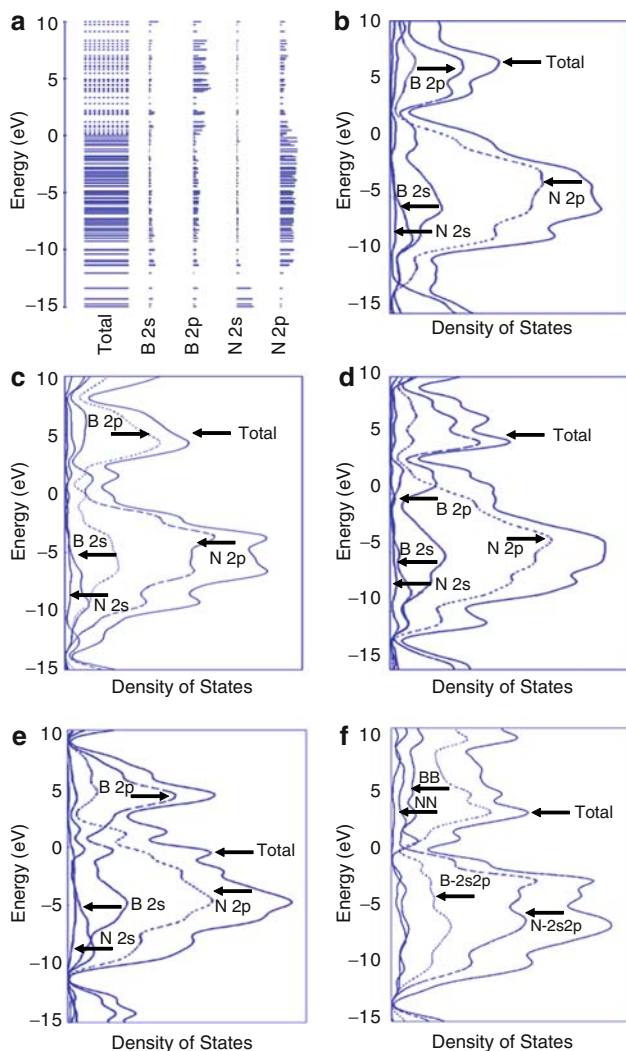 a
10
5
0
−5
−10
−15
Energy (eV)
Total
B 2s
B 2p
N 2s
N 2p
b
10
5
0
−5
−10
−15
Energy (eV)
B 2p
Total
B 2s
N 2p
N 2s
Density of States
c
10
5
0
−5
−10
−15
Energy (eV)
B 2p
Total
B 2s
N 2p
N 2s
Density of States
d
10
5
0
−5
−10
−15
Energy (eV)
Total
B 2p
N 2p
B 2s
N 2s
Density of States
e
10
5
0
−5
−10
−15
Energy (eV)
B 2p
Total
N 2p
B 2s
N 2s
Density of States
f
10
5
0
−5
−10
−15
Energy (eV)
BB
NN
Total
B-2s2p
N-2s2p
Density of States